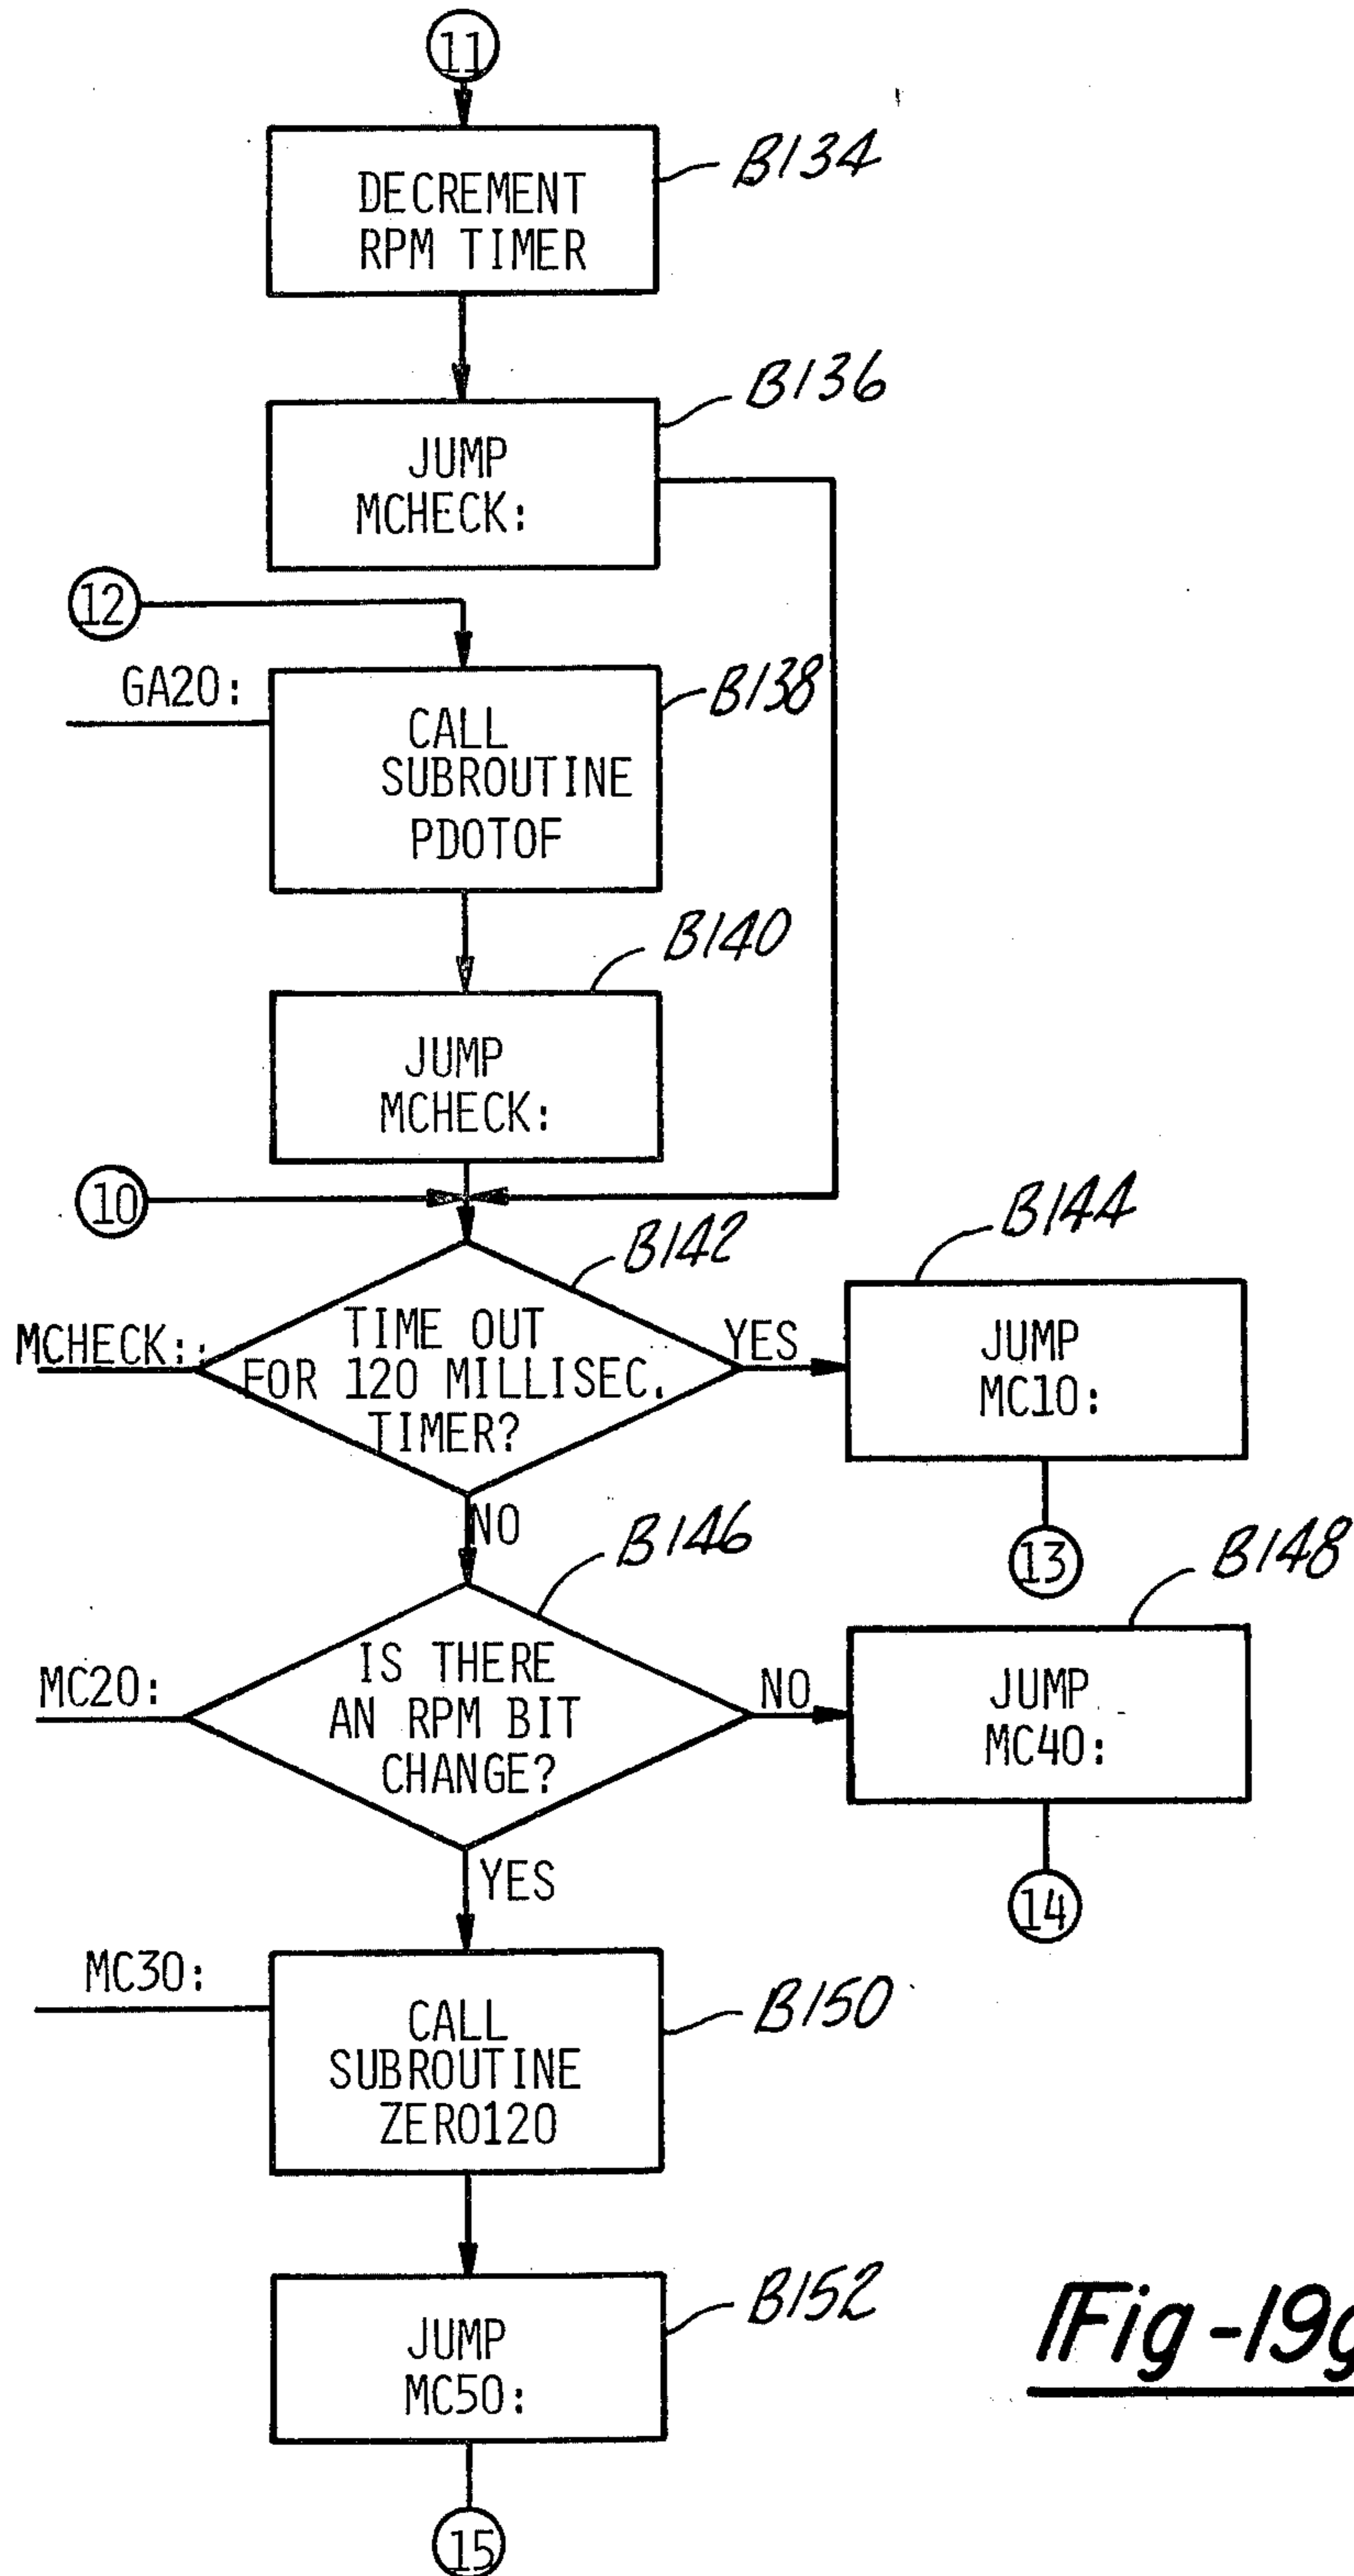 11
B134
DECREMENT
RPM TIMER
B136
JUMP
MCHECK:
12
GA20:
B138
CALL
SUBROUTINE
PDOTOF
B140
JUMP
MCHECK:
10
B142
B144
MCHECK:
TIME OUT
FOR 120 MILLISEC.
TIMER?
YES
JUMP
MC10:
NO
13
B146
B148
MC20:
IS THERE
AN RPM BIT
CHANGE?
NO
JUMP
MC40:
YES
14
MC30:
B150
CALL
SUBROUTINE
ZERO120
B152
JUMP
MC50:
Fig-19g
15